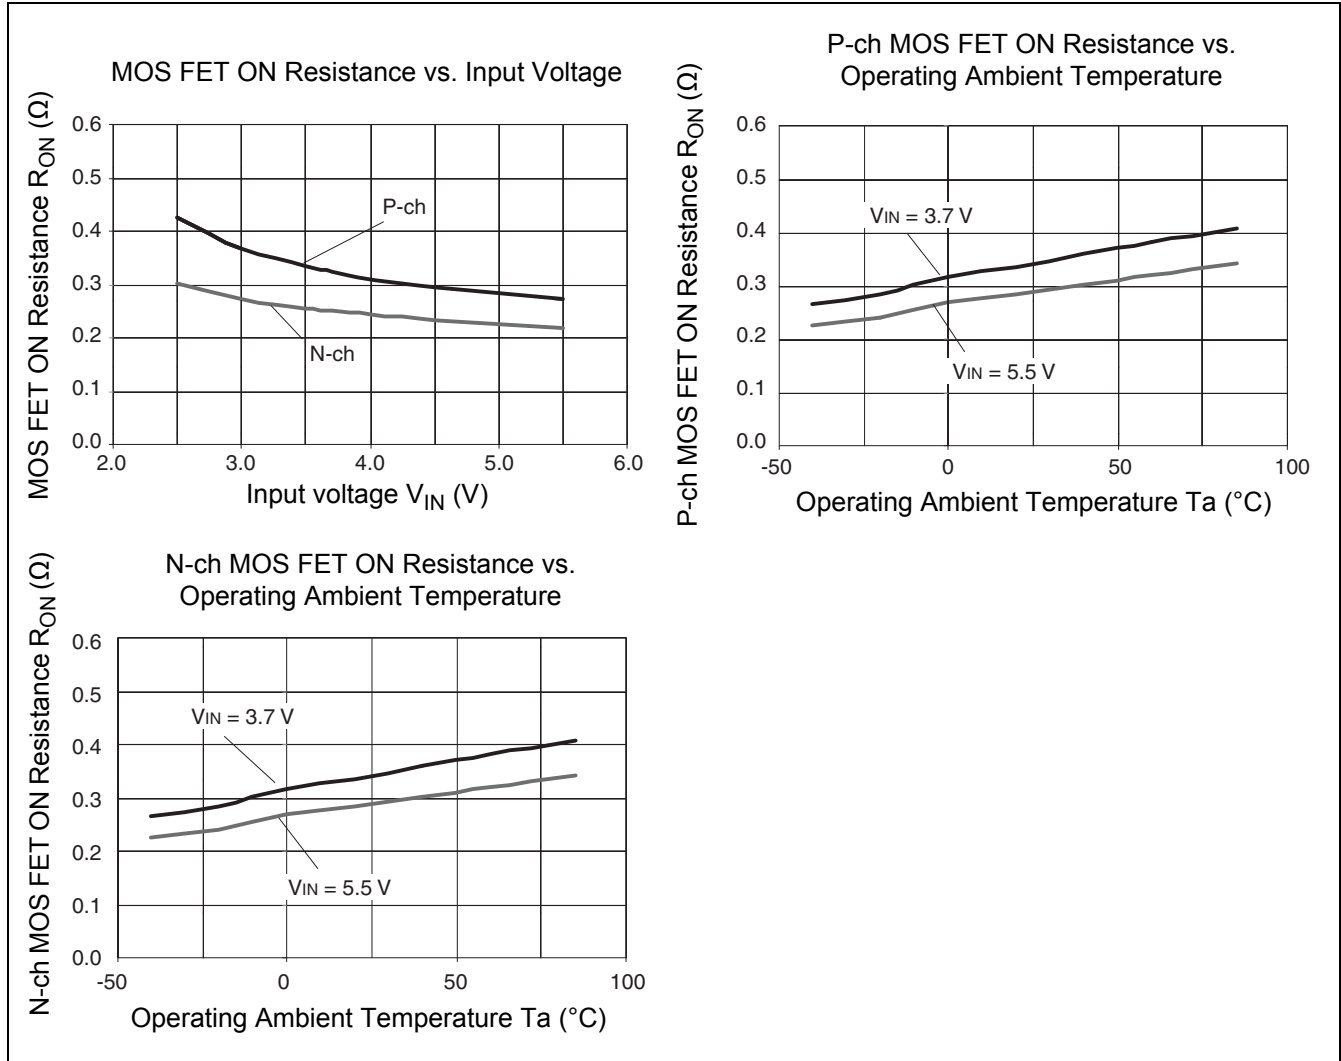 MOS FET ON Resistance vs. Input Voltage
MOS FET ON Resistance RON (Ω)
0.6
0.5
0.4
0.3
0.2
0.1
0.0
P-ch
N-ch
2.0 3.0 4.0 5.0 6.0
Input voltage VIN (V)
P-ch MOS FET ON Resistance vs.
Operating Ambient Temperature
P-ch MOS FET ON Resistance RON (Ω)
0.6
0.5
0.4
0.3
0.2
0.1
0.0
VIN = 3.7 V
VIN = 5.5 V
-50 0 50 100
Operating Ambient Temperature Ta (°C)
N-ch MOS FET ON Resistance vs.
Operating Ambient Temperature
N-ch MOS FET ON Resistance RON (Ω)
0.6
0.5
0.4
0.3
0.2
0.1
0.0
VIN = 3.7 V
VIN = 5.5 V
-50 0 50 100
Operating Ambient Temperature Ta (°C)